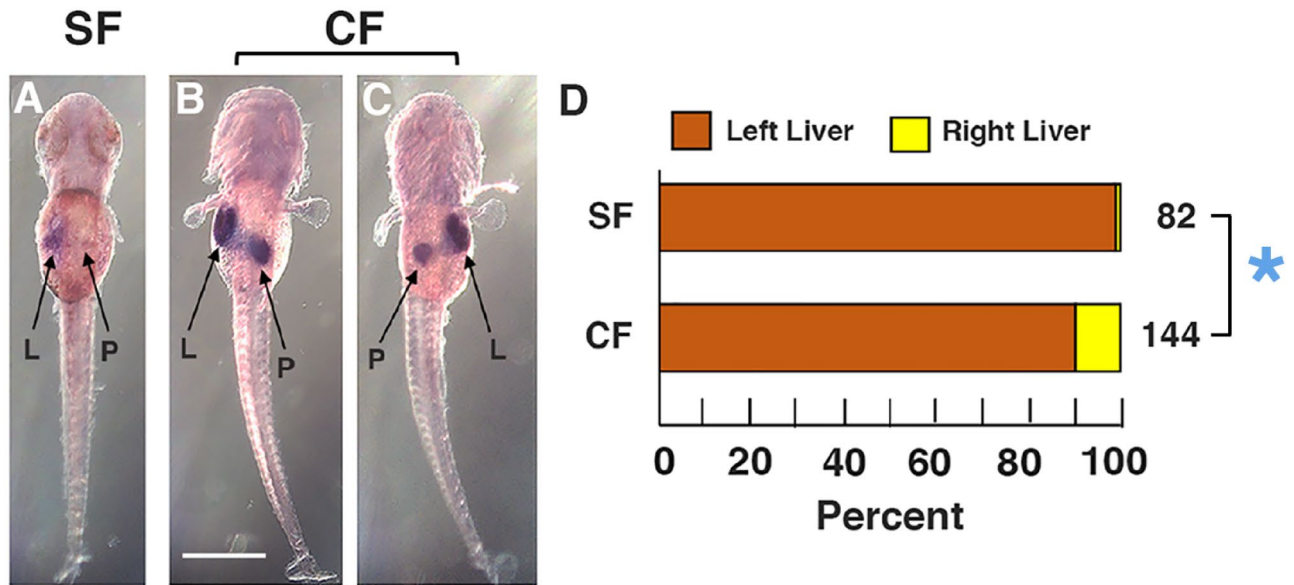 SF
CF
A
B
C
L
P
L
P
P
L
D
Left Liver
Right Liver
SF
82
*
CF
144
0 20 40 60 80 100
Percent